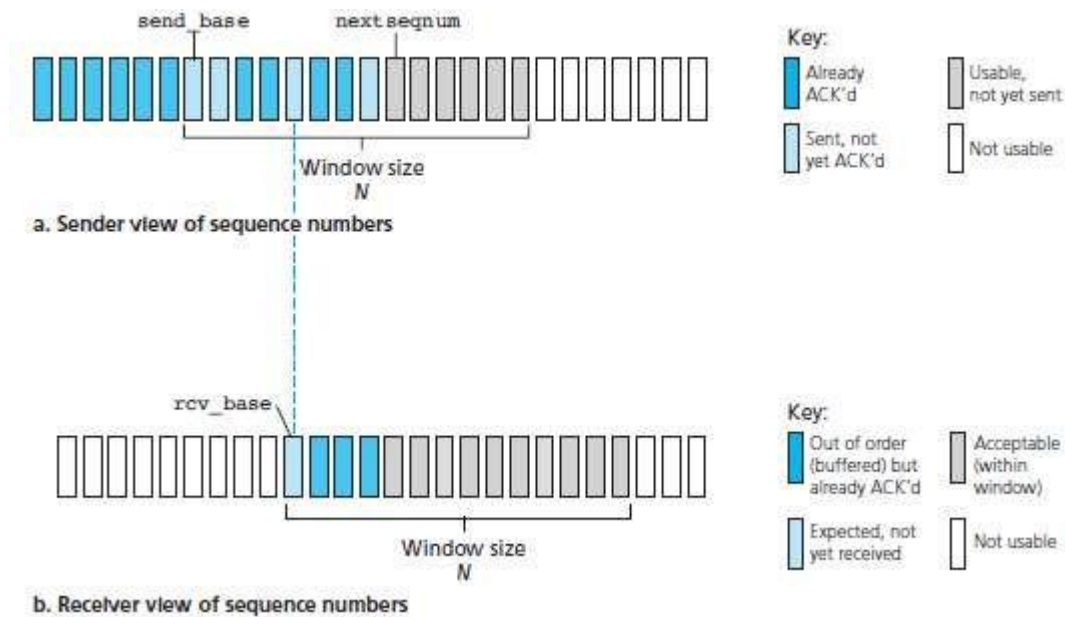 send_base
nextseqnum
Window size
N
a. Sender view of sequence numbers
Key:
Already
ACK'd
Usable,
not yet sent
Sent, not
yet ACK'd
Not usable
rcv_base
Window size
N
b. Receiver view of sequence numbers
Key:
Out of order
(buffered) but
already ACK'd
Acceptable
(within
window)
Expected, not
yet received
Not usable